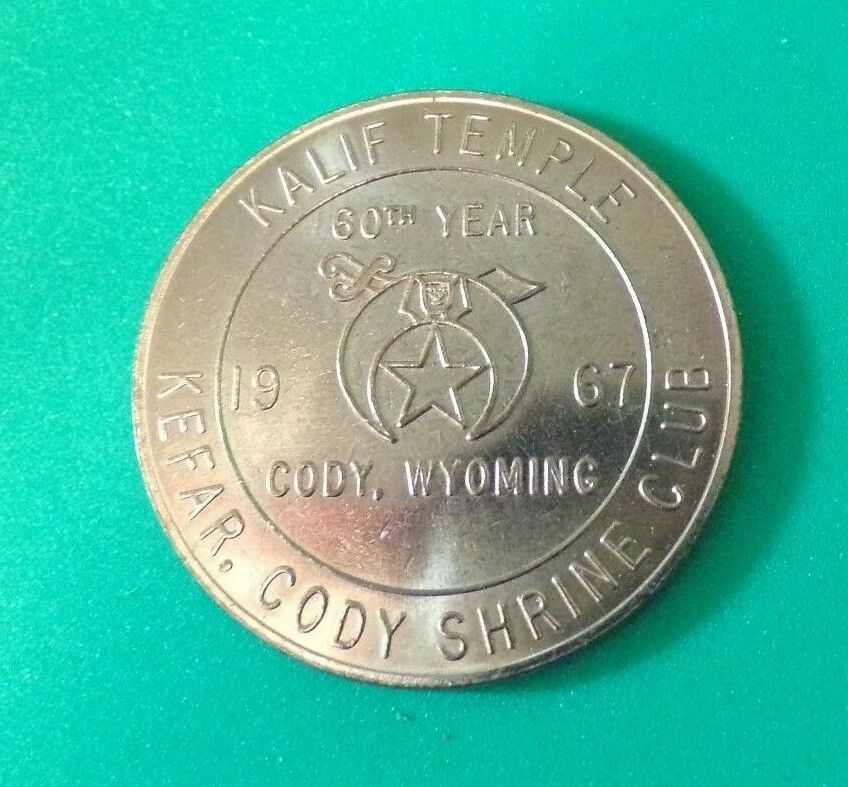 KALIF TEMPLE
60TH YEAR
19 67
CODY, WYOMING
KEFAR, CODY SHRINE CLUB